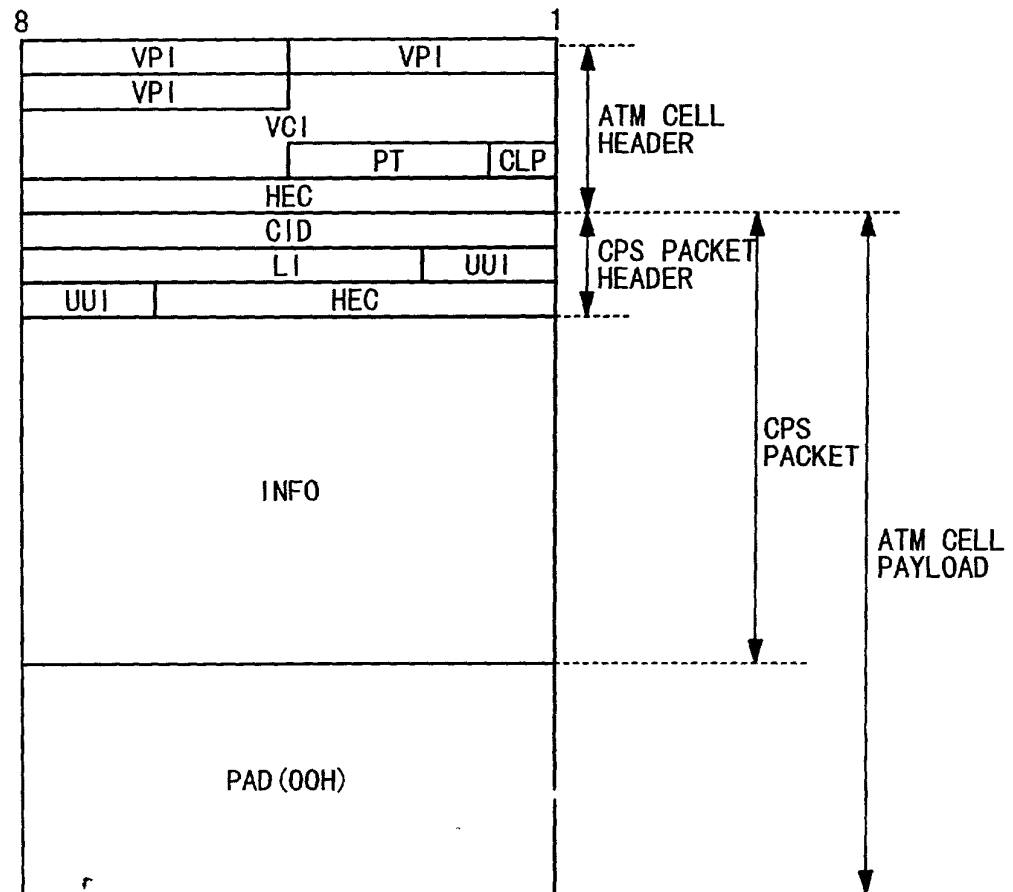 8 1
VPI VPI
VPI
VCI
PT CLP
HEC
CID
LI UUI
UUI HEC
INFO
PAD(00H)
ATM CELL
HEADER
CPS PACKET
HEADER
CPS
PACKET
ATM CELL
PAYLOAD